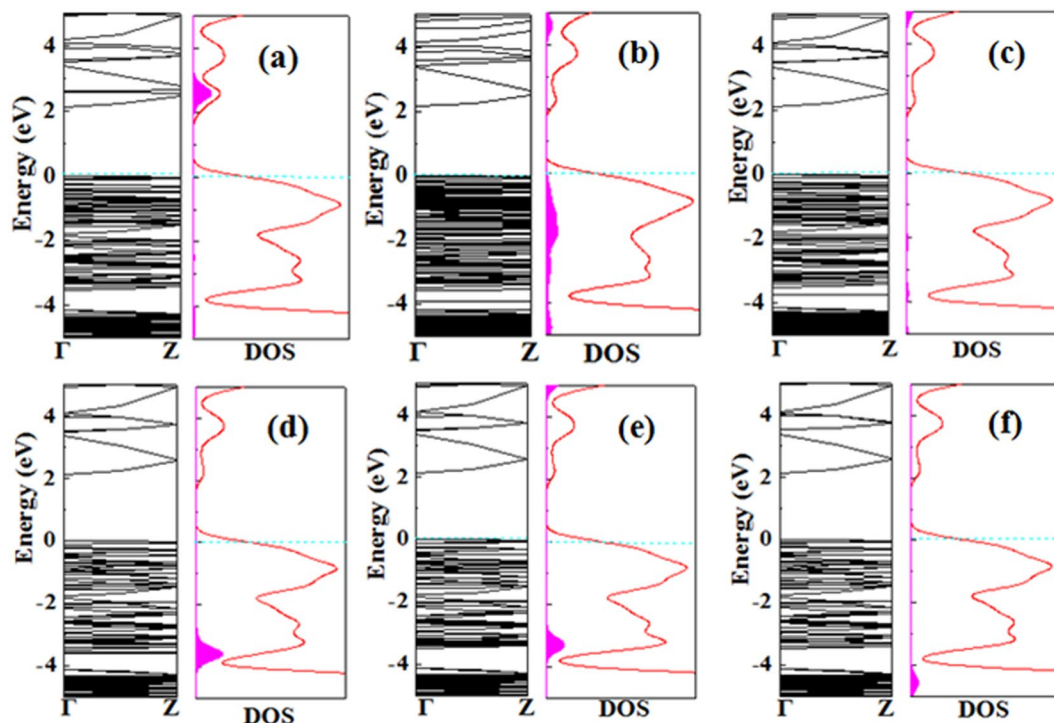 (a)
Energy (eV)
4
2
0
-2
-4
Γ
Z
DOS
(b)
Energy (eV)
4
2
0
-2
-4
Γ
Z
DOS
(c)
Energy (eV)
4
2
0
-2
-4
Γ
Z
DOS
(d)
Energy (eV)
4
2
0
-2
-4
Γ
Z
DOS
(e)
Energy (eV)
4
2
0
-2
-4
Γ
Z
DOS
(f)
Energy (eV)
4
2
0
-2
-4
Γ
Z
DOS